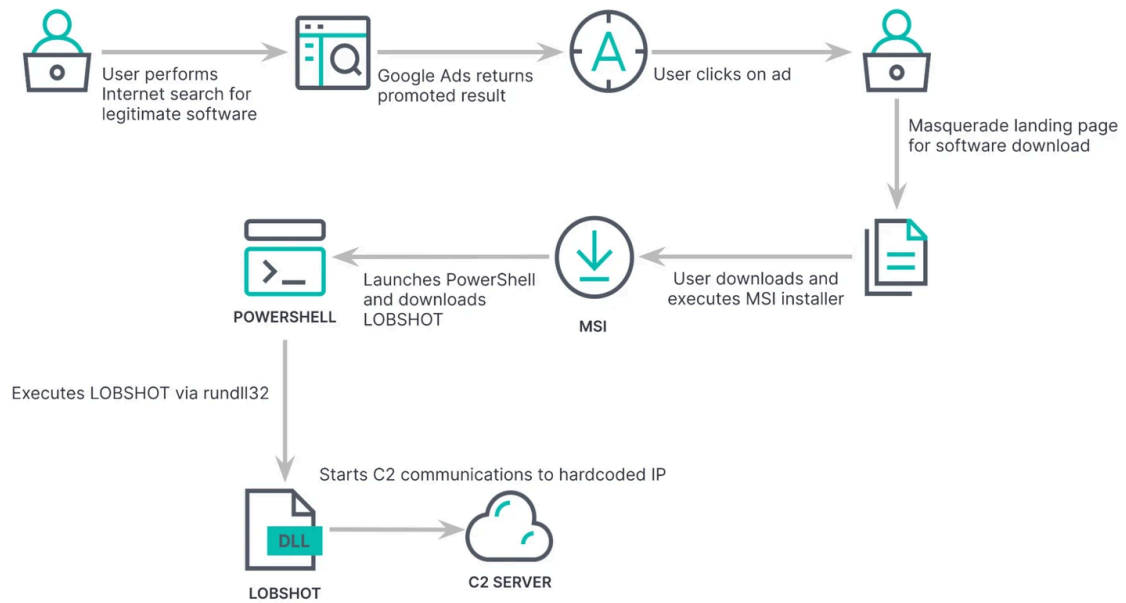 User performs
Internet search for
legitimate software
Google Ads returns
promoted result
A
User clicks on ad
Masquerade landing page
for software download
User downloads and
executes MSI installer
MSI
Launches PowerShell
and downloads
LOBSHOT
>_
POWERSHELL
Executes LOBSHOT via rundll32
Starts C2 communications to hardcoded IP
DLL
LOBSHOT
C2 SERVER